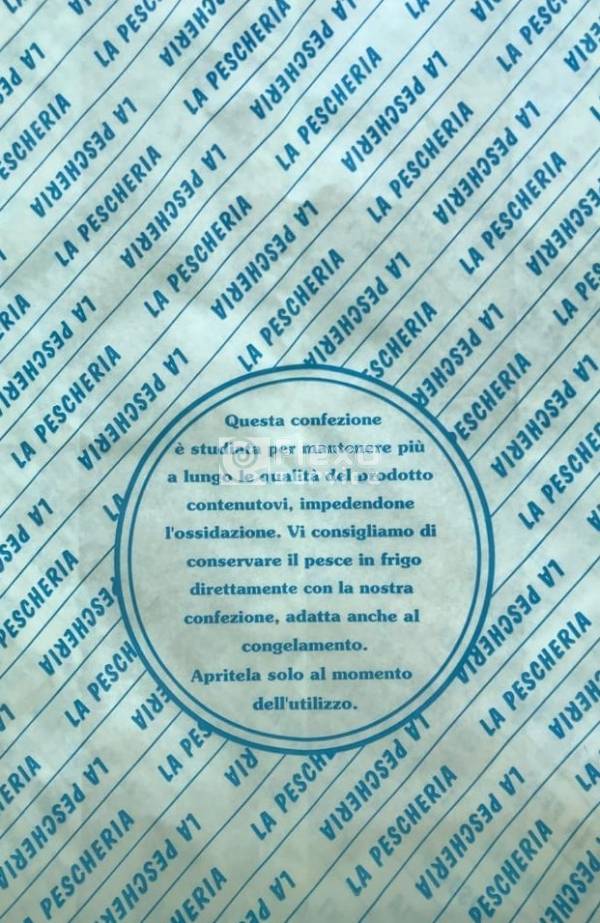 LA PESCHERIA
Questa confezione
è studiata per mantenere più
a lungo le qualità del prodotto
contenutovi, impedendone
l'ossidazione. Vi consigliamo di
conservare il pesce in frigo
direttamente con la nostra
confezione, adatta anche al
congelamento.
Apritela solo al momento
dell'utilizzo.